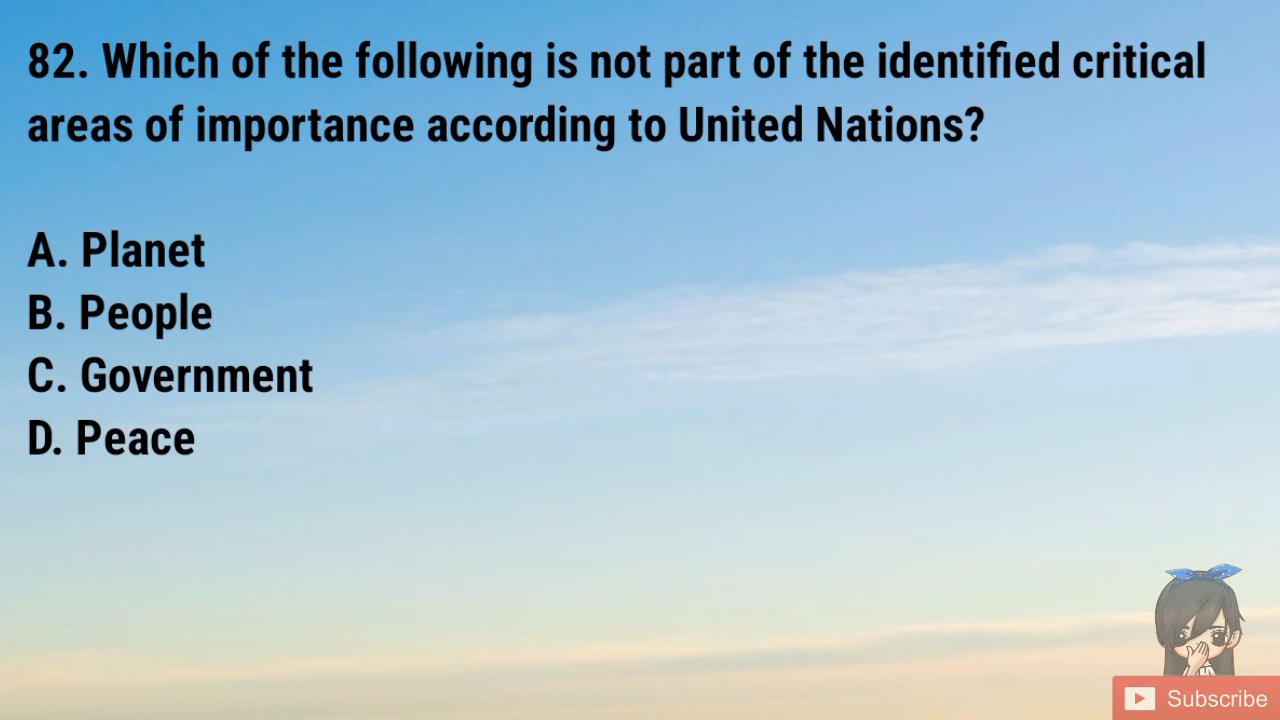 82. Which of the following is not part of the identified critical
areas of importance according to United Nations?
A. Planet
B. People
C. Government
D. Peace
Subscribe